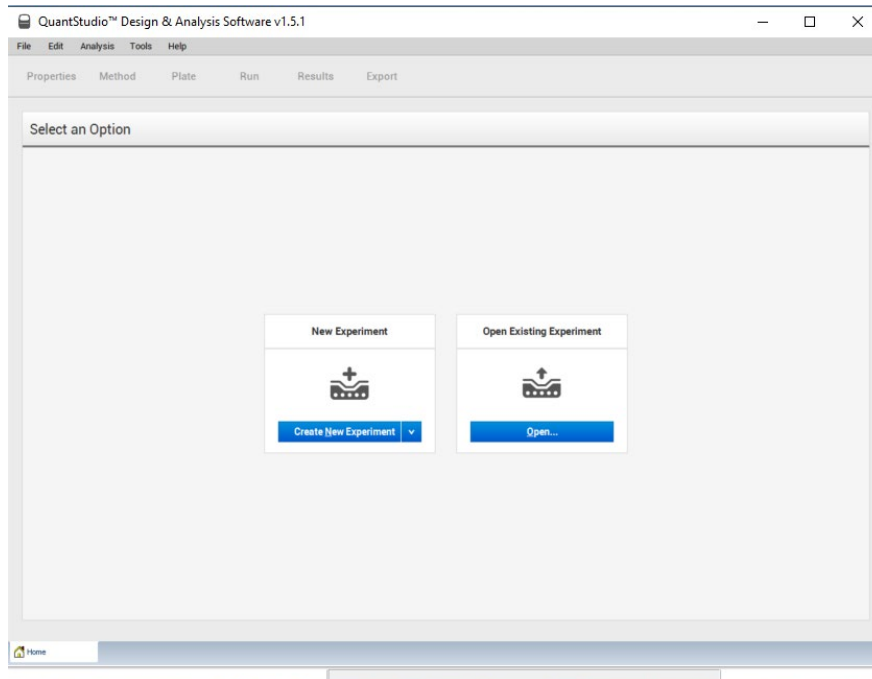 QuantStudio™ Design & Analysis Software v1.5.1
File Edit Analysis Tools Help
Properties Method Plate Run Results Export
Select an Option
New Experiment Open Existing Experiment
Create New Experiment Open...
Home